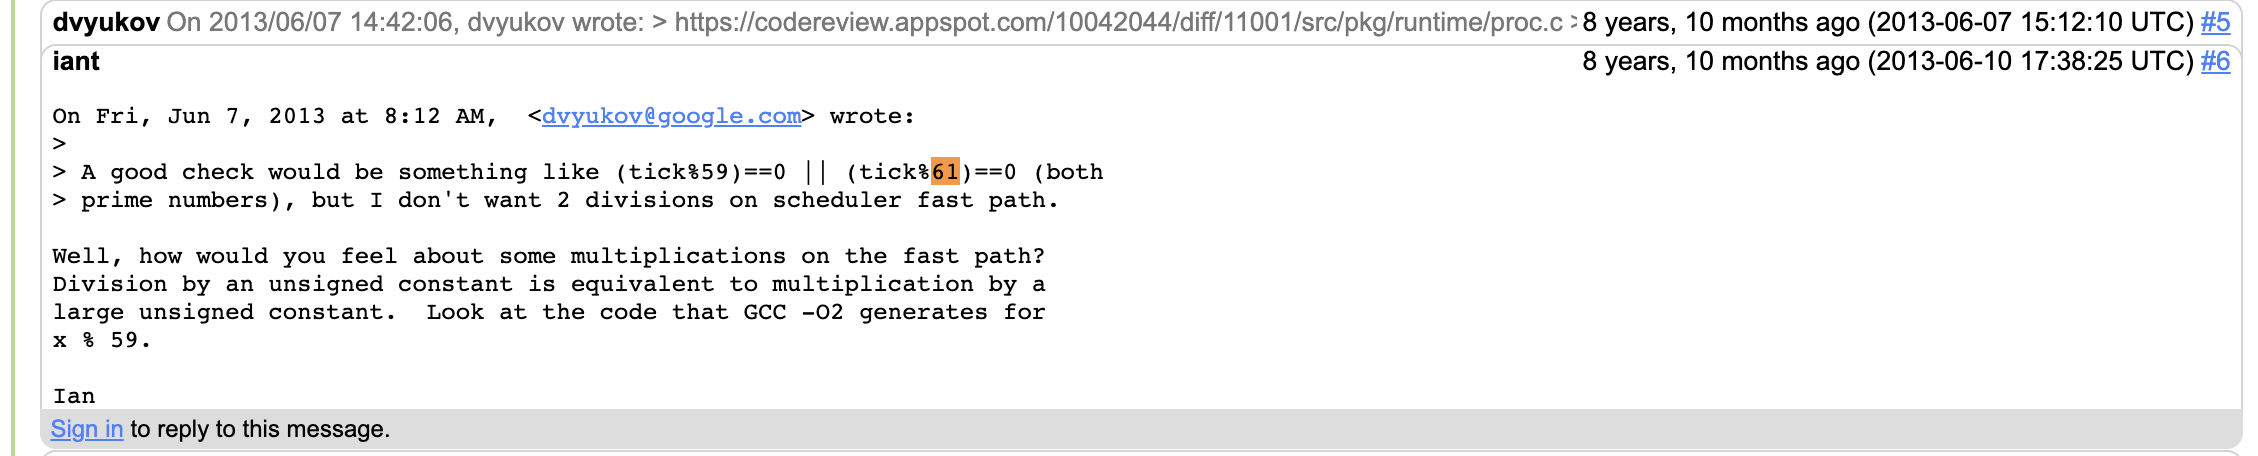 dvyukov On 2013/06/07 14:42:06, dvyukov wrote: > https://codereview.appspot.com/10042044/diff/11001/src/pkg/runtime/proc.c > 8 years, 10 months ago (2013-06-07 15:12:10 UTC) #5
iant 8 years, 10 months ago (2013-06-10 17:38:25 UTC) #6
On Fri, Jun 7, 2013 at 8:12 AM,  <dvyukov@google.com> wrote:
>
> A good check would be something like (tick%59)==0 || (tick%61)==0 (both
> prime numbers), but I don't want 2 divisions on scheduler fast path.
Well, how would you feel about some multiplications on the fast path?
Division by an unsigned constant is equivalent to multiplication by a
large unsigned constant.  Look at the code that GCC -O2 generates for
x % 59.
Ian
Sign in to reply to this message.